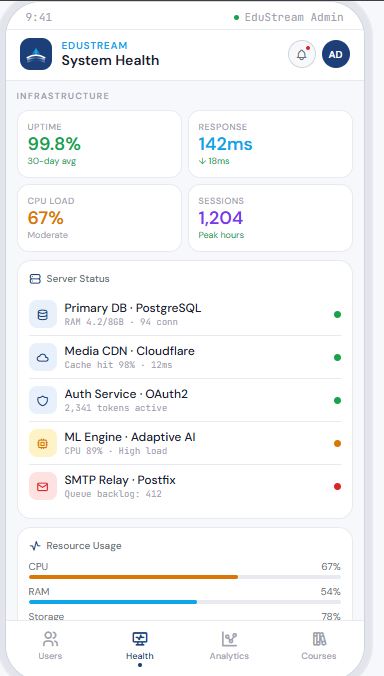 9:41
EduStream Admin
EDUSTREAM
System Health
AD
INFRASTRUCTURE
UPTIME
99.8%
30-day avg
RESPONSE
142ms
↓ 18ms
CPU LOAD
67%
Moderate
SESSIONS
1,204
Peak hours
Server Status
Primary DB · PostgreSQL
RAM 4.2/8GB · 94 conn
Media CDN · Cloudflare
Cache hit 98% · 12ms
Auth Service · OAuth2
2,341 tokens active
ML Engine · Adaptive AI
CPU 89% · High load
SMTP Relay · Postfix
Queue backlog: 412
Resource Usage
CPU 67%
RAM 54%
Storage 78%
Users
Health
Analytics
Courses